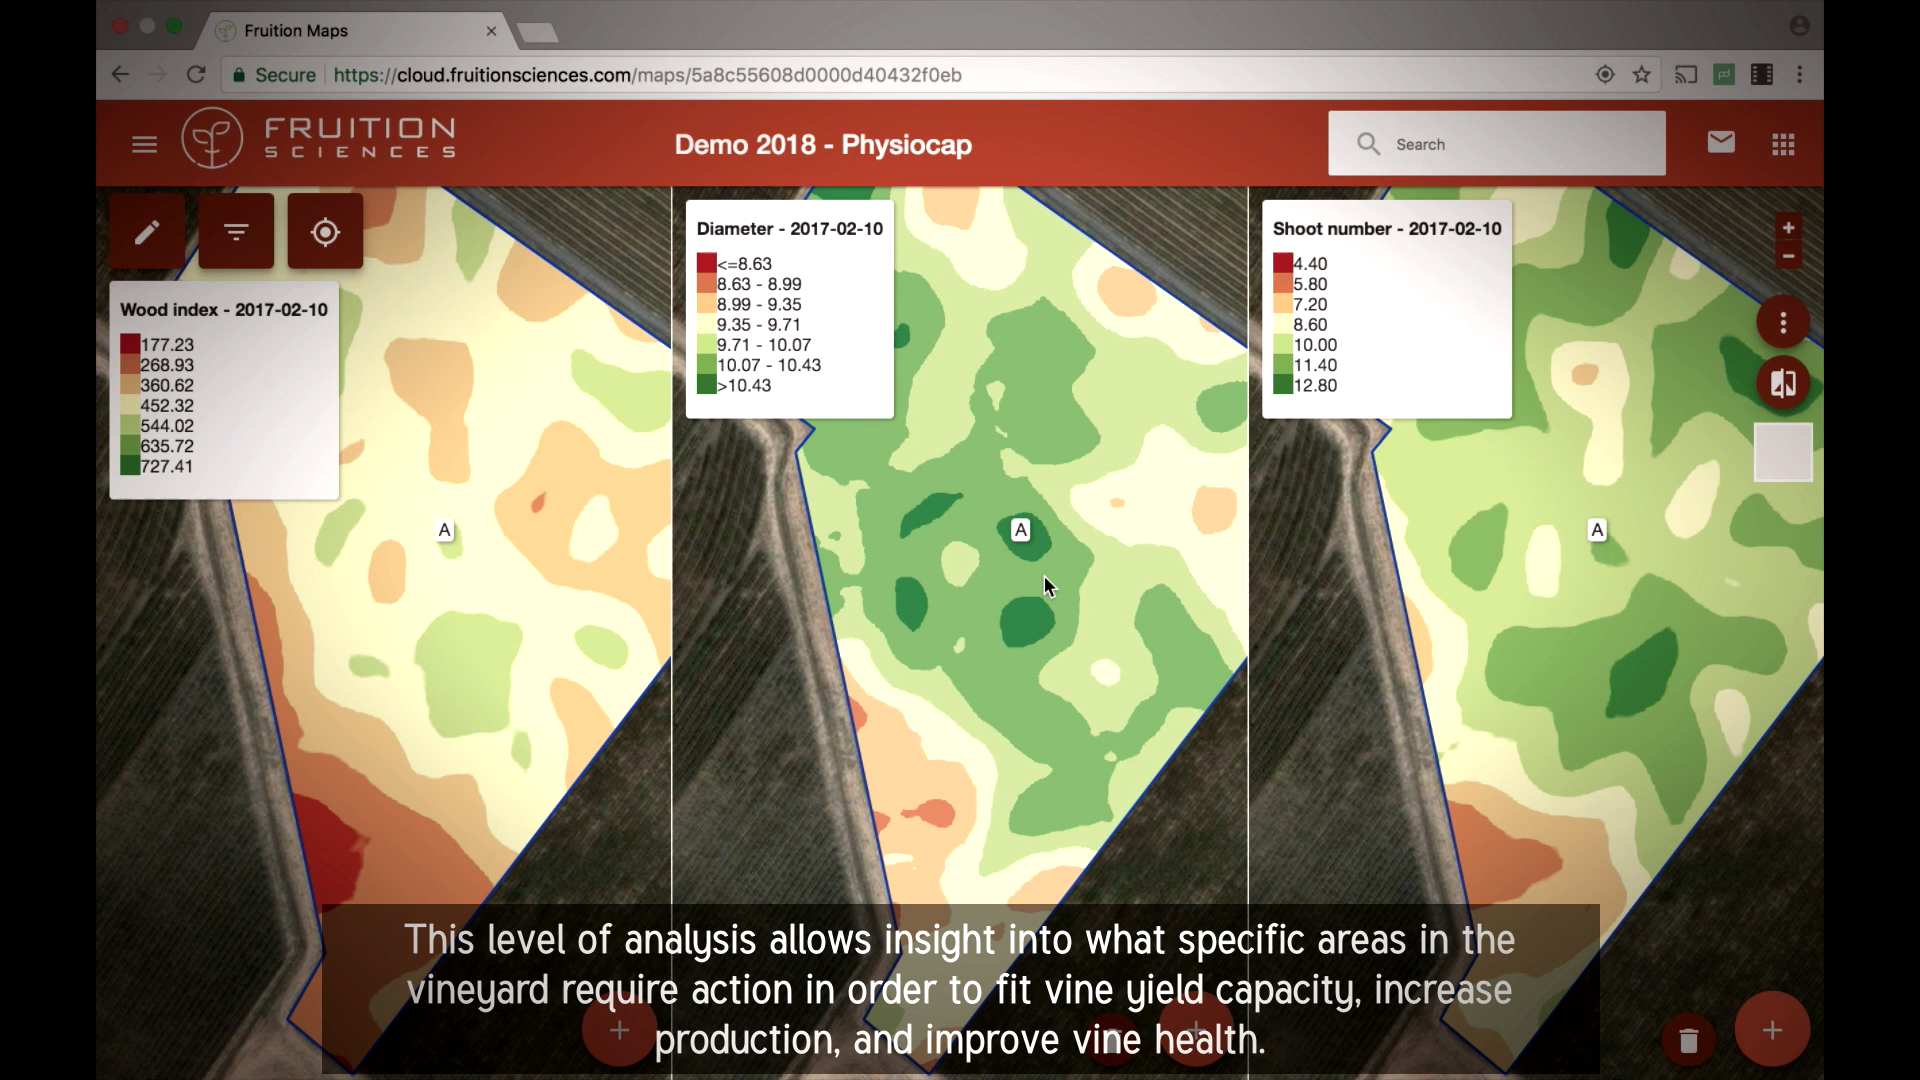 Fruition Maps
Secure https://cloud.fruitionsciences.com/maps/5a8c55608d0000d40432f0eb
FRUITION
SCIENCES
Demo 2018 - Physiocap
Search
Wood index - 2017-02-10
177.23
268.93
360.62
452.32
544.02
635.72
727.41
A
Diameter - 2017-02-10
<=8.63
8.63 - 8.99
8.99 - 9.35
9.35 - 9.71
9.71 - 10.07
10.07 - 10.43
>10.43
A
Shoot number - 2017-02-10
4.40
5.80
7.20
8.60
10.00
11.40
12.80
A
This level of analysis allows insight into what specific areas in the
vineyard require action in order to fit vine yield capacity, increase
production, and improve vine health.